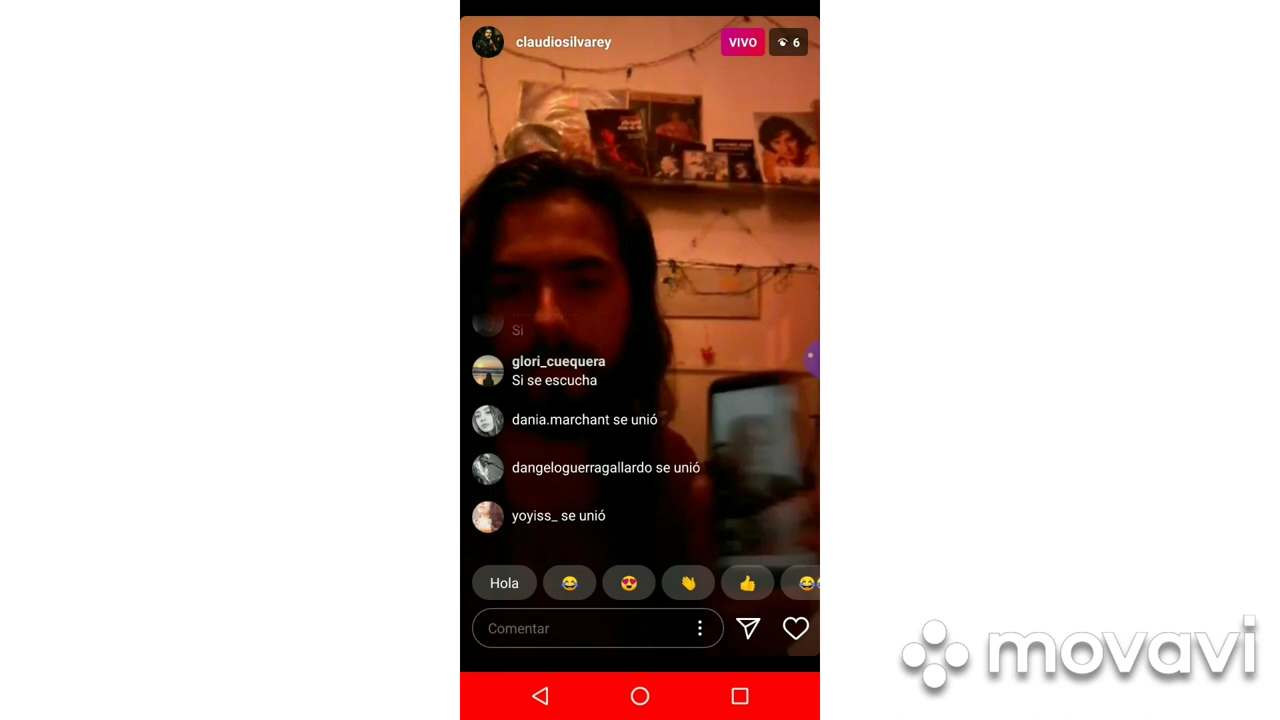 claudiosilvarey
VIVO
6
Si
glori_cuequera
Si se escucha
dania.marchant se unió
dangeloguerragallardo se unió
yoyiss_ se unió
Hola
Comentar
movavi